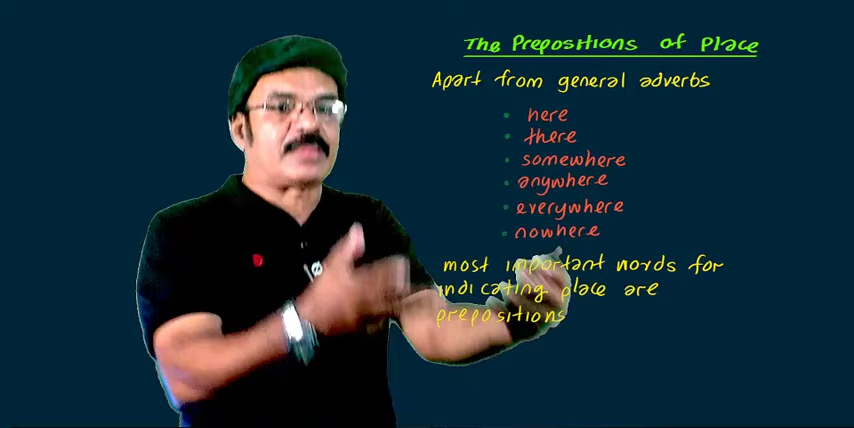 The Prepositions of Place
Apart from general adverbs
• here
• there
• somewhere
• anywhere
• everywhere
• nowhere
most important words for
indicating place are
prepositions